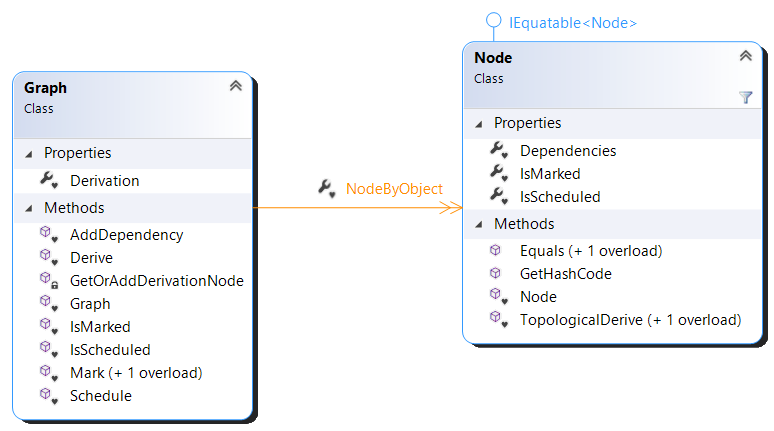 Graph
Class
Properties
Derivation
Methods
AddDependency
Derive
GetOrAddDerivationNode
Graph
IsMarked
IsScheduled
Mark (+ 1 overload)
Schedule
NodeByObject
IEquatable<Node>
Node
Class
Properties
Dependencies
IsMarked
IsScheduled
Methods
Equals (+ 1 overload)
GetHashCode
Node
TopologicalDerive (+ 1 overload)